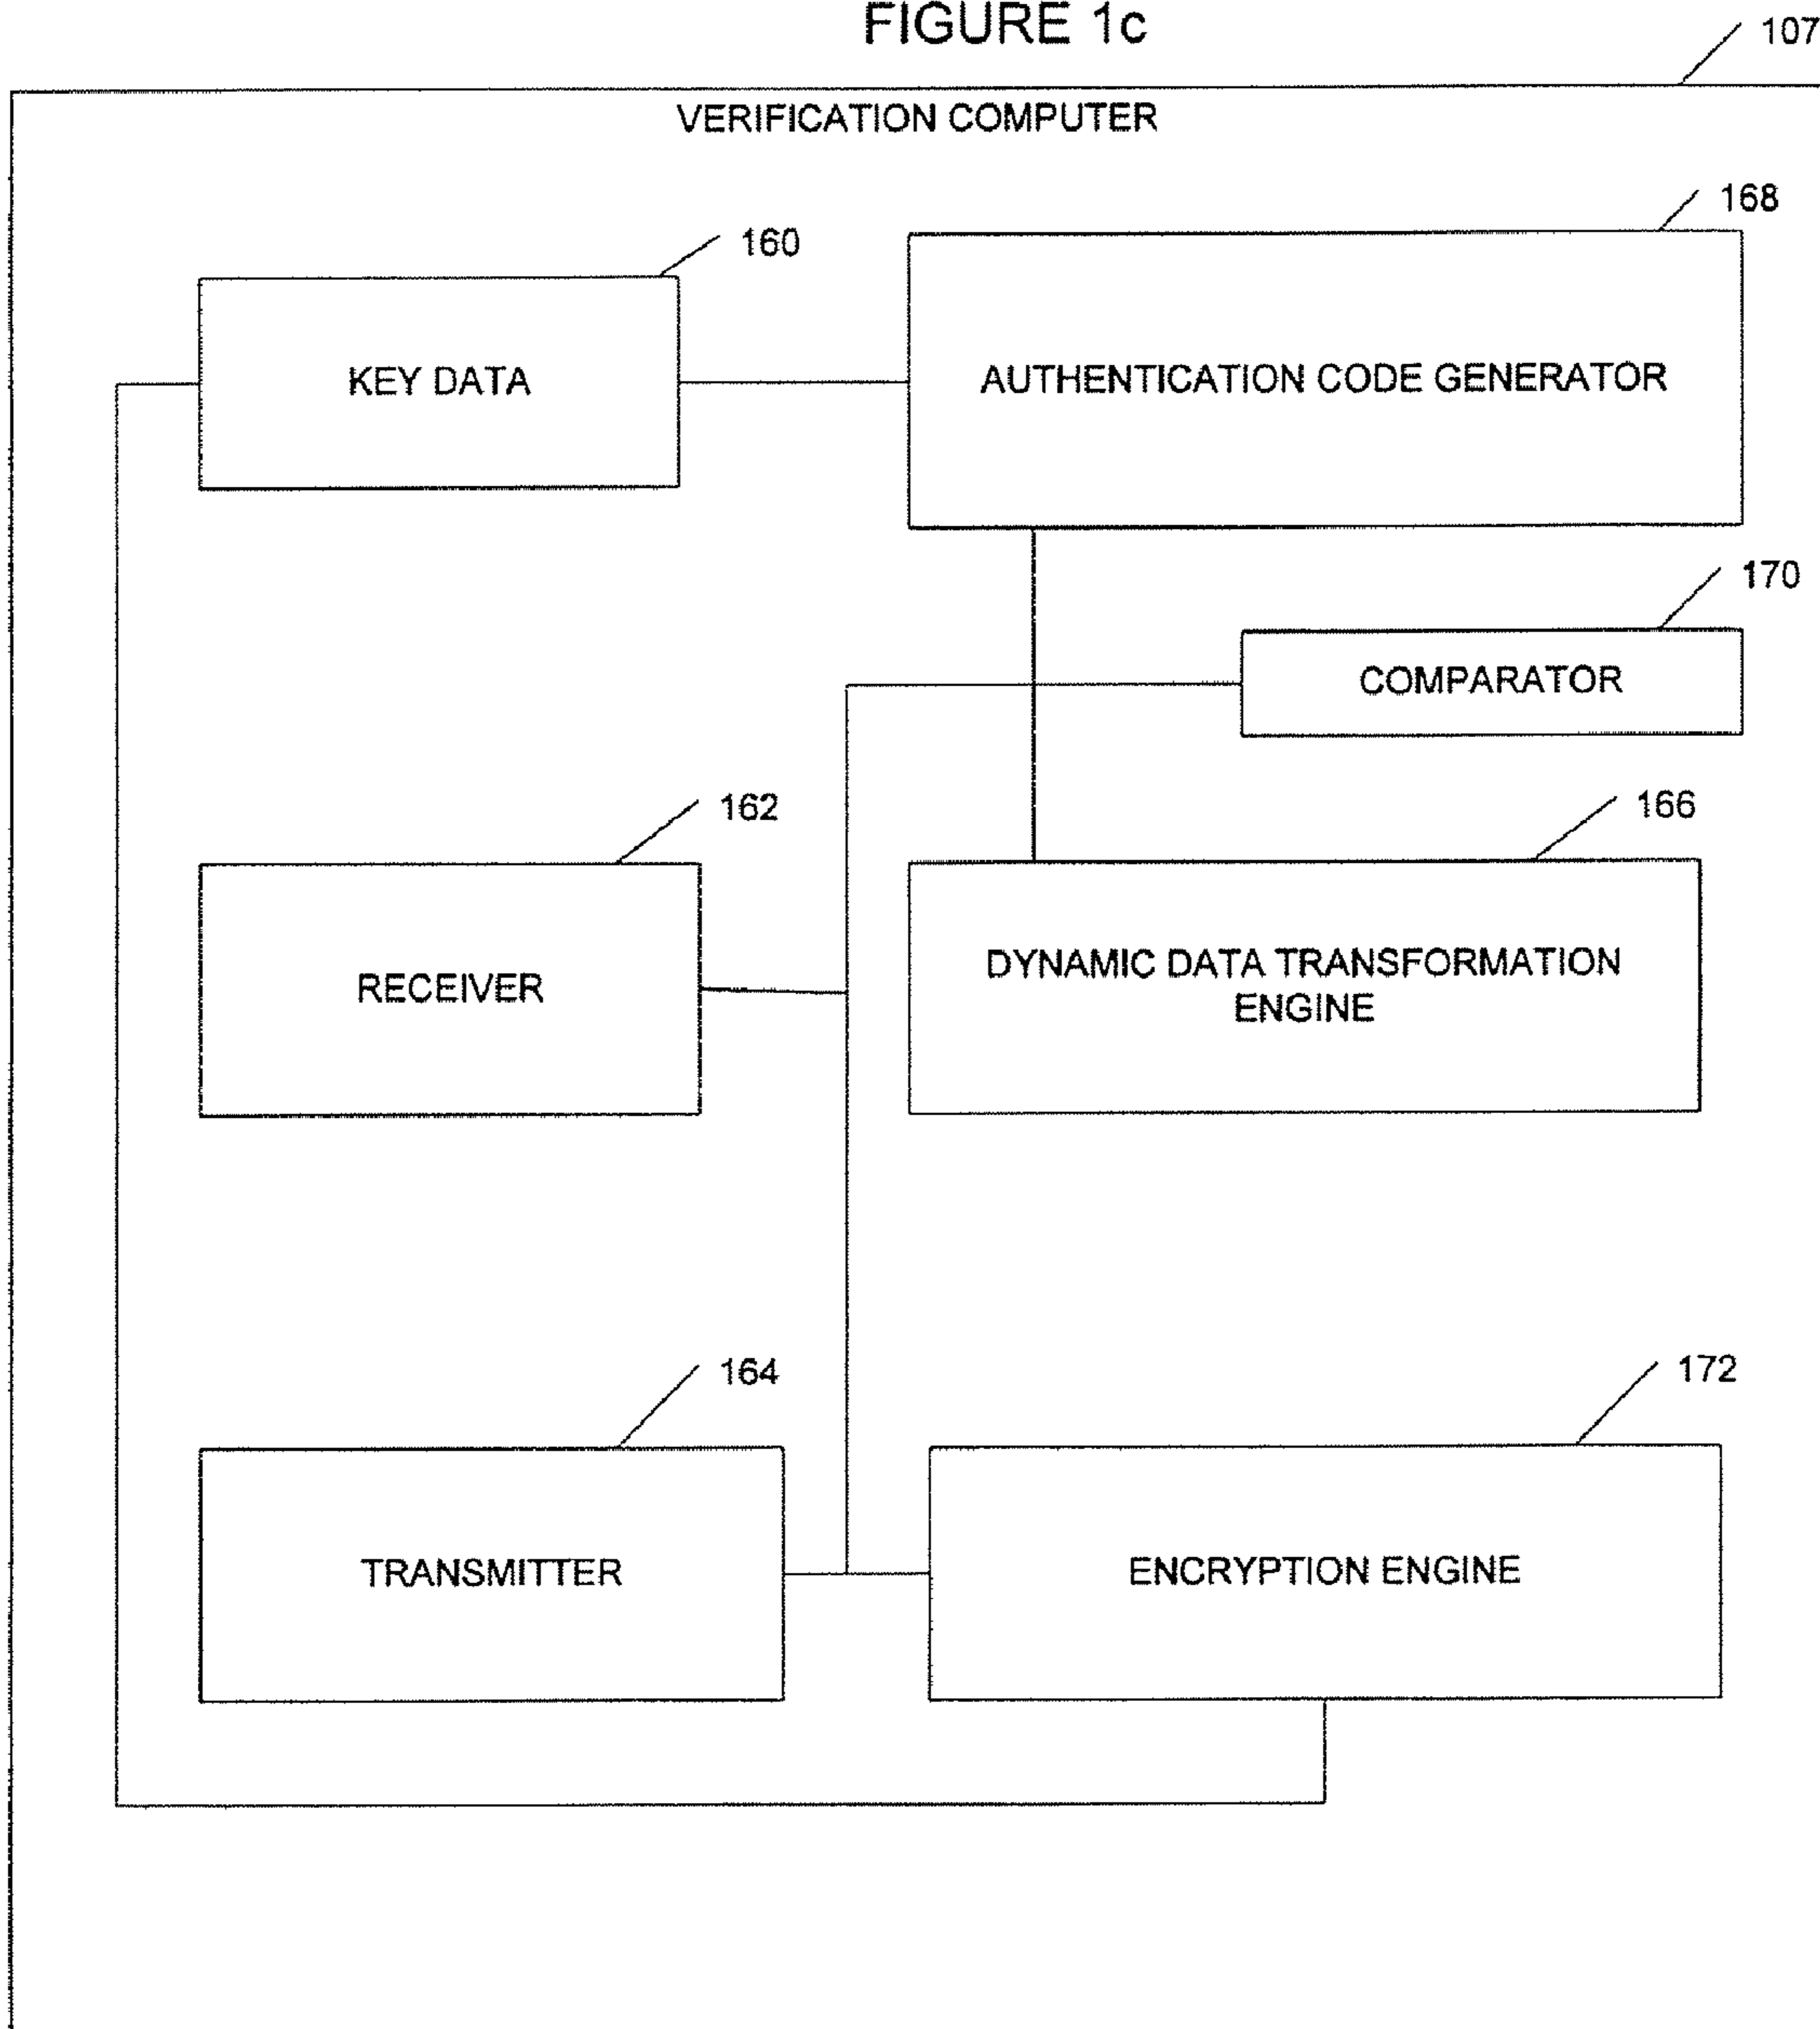 FIGURE 1c
107
VERIFICATION COMPUTER
168
160
KEY DATA
AUTHENTICATION CODE GENERATOR
170
COMPARATOR
162
166
RECEIVER
DYNAMIC DATA TRANSFORMATION
ENGINE
164
172
TRANSMITTER
ENCRYPTION ENGINE